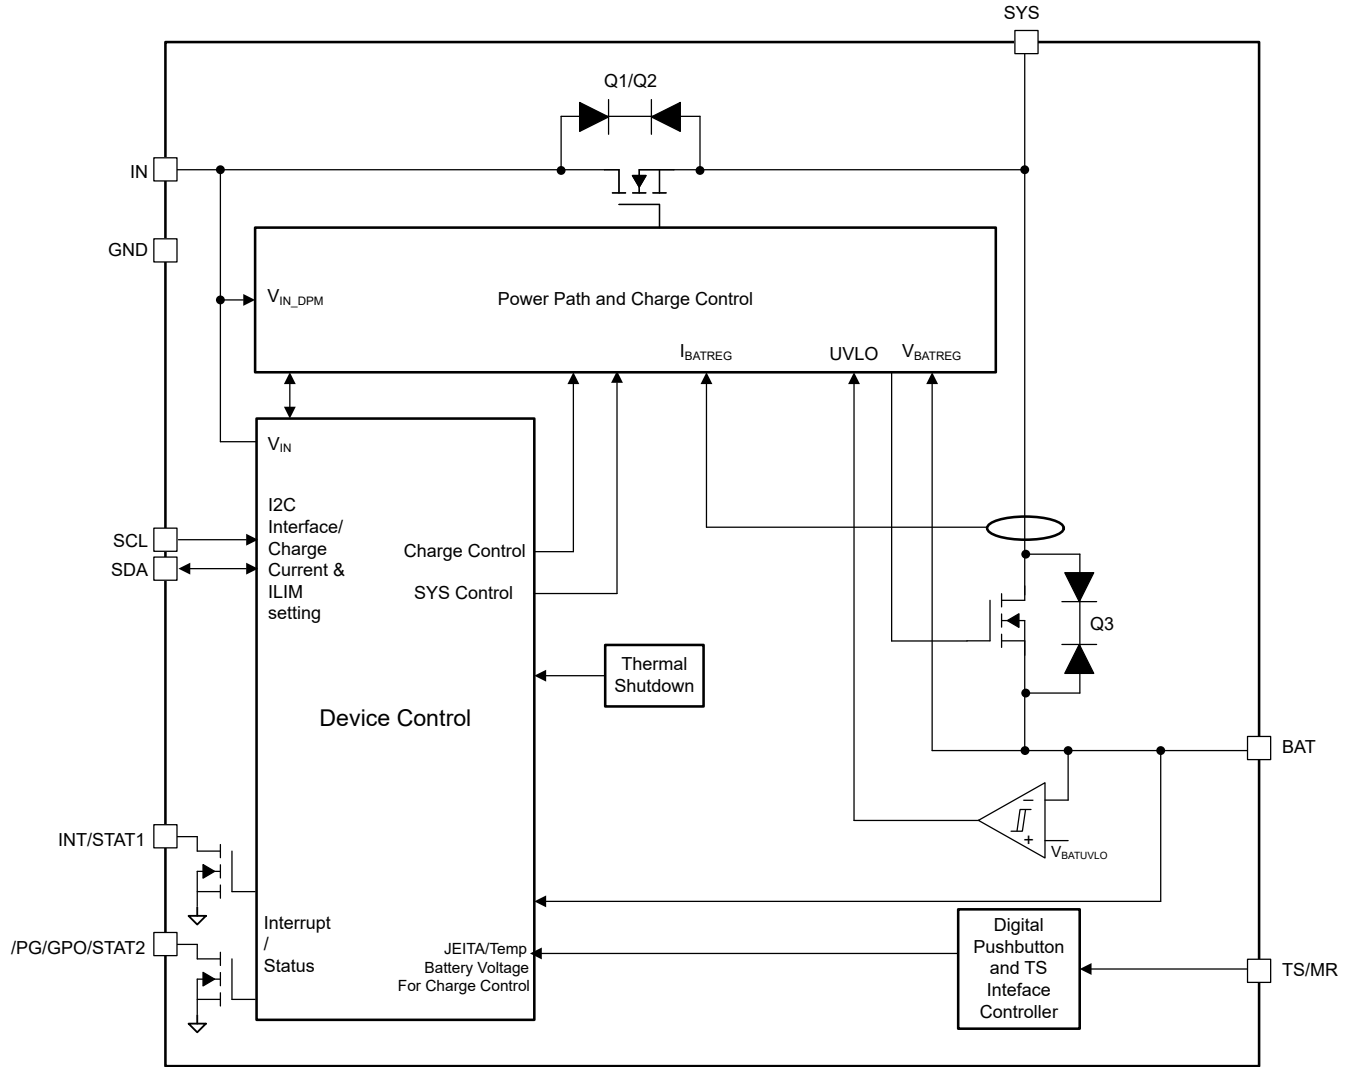 SYS
Q1/Q2
IN
GND
VIN_DPM
Power Path and Charge Control
IBATREG
UVLO
VBATREG
VIN
I2C
Interface/
Charge
Current &
ILIM
setting
SCL
SDA
Charge Control
SYS Control
Q3
Thermal
Shutdown
Device Control
BAT
−
+
VBATUVLO
INT/STAT1
/PG/GPO/STAT2
Interrupt
/
Status
JEITA/Temp
Battery Voltage
For Charge Control
Digital
Pushbutton
and TS
Inteface
Controller
TS/MR